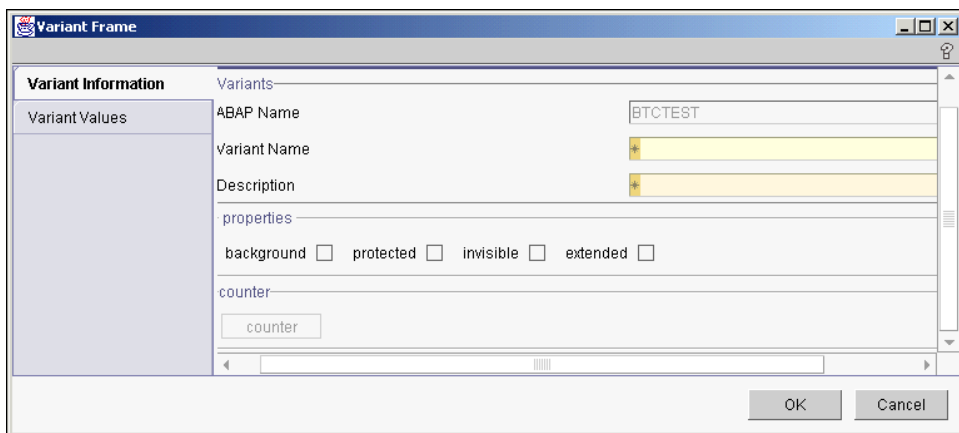 Variant Frame
Variant Information
Variant Values
Variants
ABAP Name
BTCTEST
Variant Name
*
Description
*
properties
background protected invisible extended
counter
counter
OK Cancel